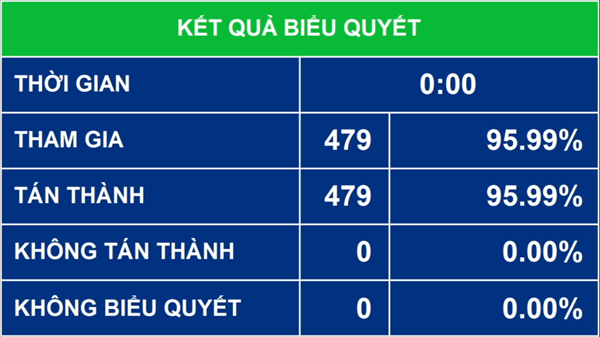 KẾT QUẢ BIỂU QUYẾT
THỜI GIAN 0:00
THAM GIA 479 95.99%
TÁN THÀNH 479 95.99%
KHÔNG TÁN THÀNH 0 0.00%
KHÔNG BIỂU QUYẾT 0 0.00%